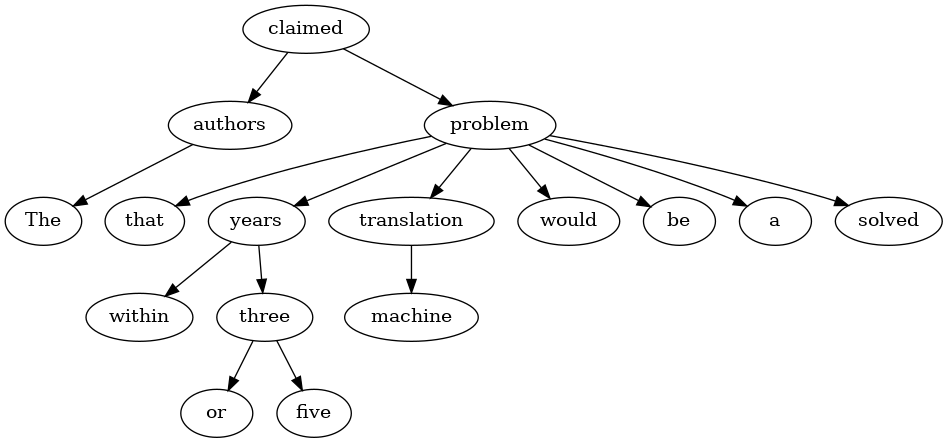 claimed
authors problem
The that years translation would be a solved
within three machine
or five